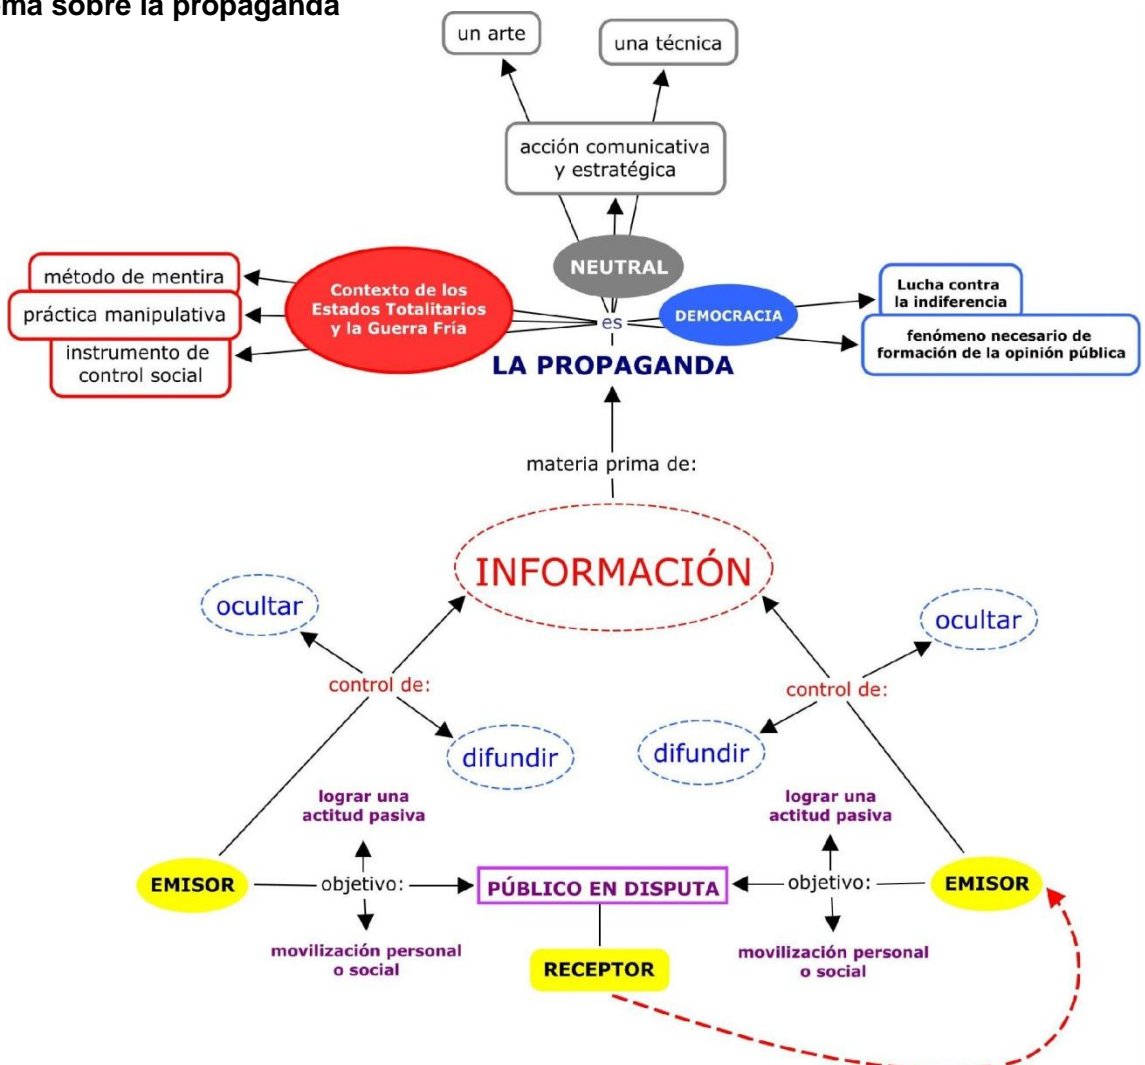 ema sobre la propaganda
un arte
una técnica
acción comunicativa
y estratégica
NEUTRAL
método de mentira
práctica manipulativa
instrumento de
control social
Contexto de los
Estados Totalitarios
y la Guerra Fría
es
DEMOCRACIA
Lucha contra
la indiferencia
fenómeno necesario de
formación de la opinión pública
LA PROPAGANDA
materia prima de:
INFORMACIÓN
ocultar
ocultar
control de:
control de:
difundir
difundir
lograr una
actitud pasiva
lograr una
actitud pasiva
EMISOR
objetivo:
PÚBLICO EN DISPUTA
objetivo:
EMISOR
movilización personal
o social
movilización personal
o social
RECEPTOR